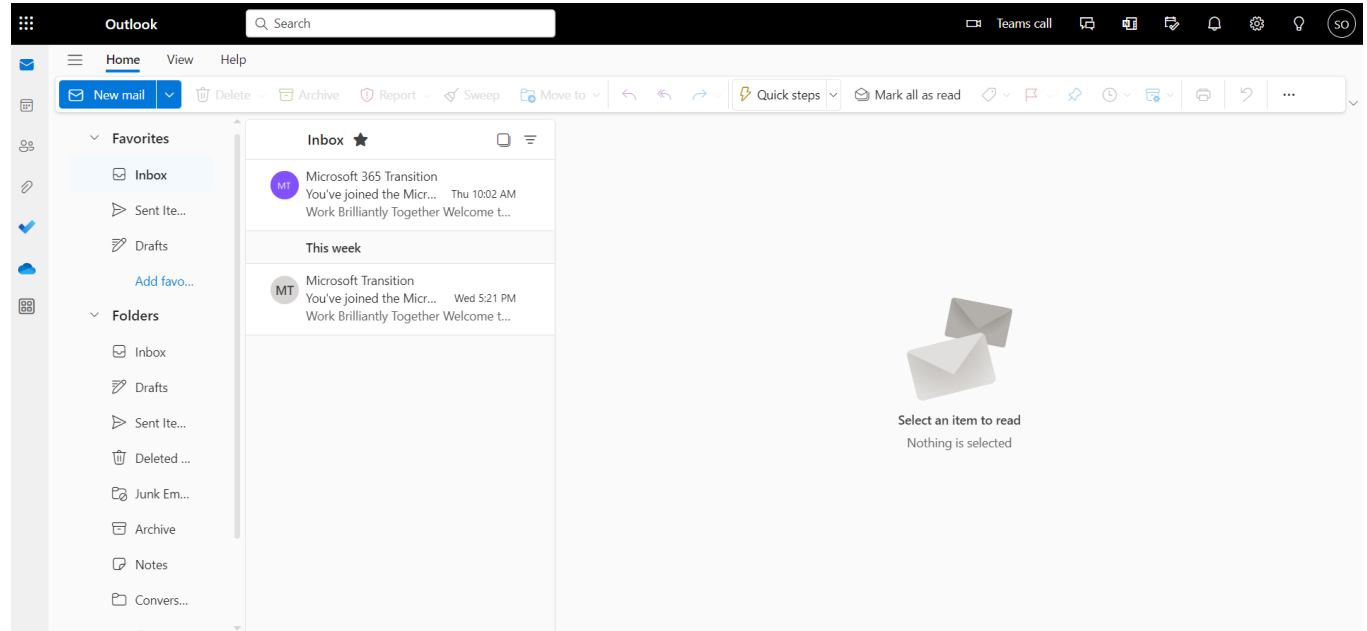 Outlook
Search
Teams call
SO
Home View Help
New mail Delete Archive Report Sweep Move to Quick steps Mark all as read ...
Favorites
Inbox
Sent Ite...
Drafts
Add favo...
Folders
Inbox
Drafts
Sent Ite...
Deleted ...
Junk Em...
Archive
Notes
Convers...
Inbox
MT
Microsoft 365 Transition
You've joined the Micr... Thu 10:02 AM
Work Brilliantly Together Welcome t...
This week
MT
Microsoft Transition
You've joined the Micr... Wed 5:21 PM
Work Brilliantly Together Welcome t...
Select an item to read
Nothing is selected